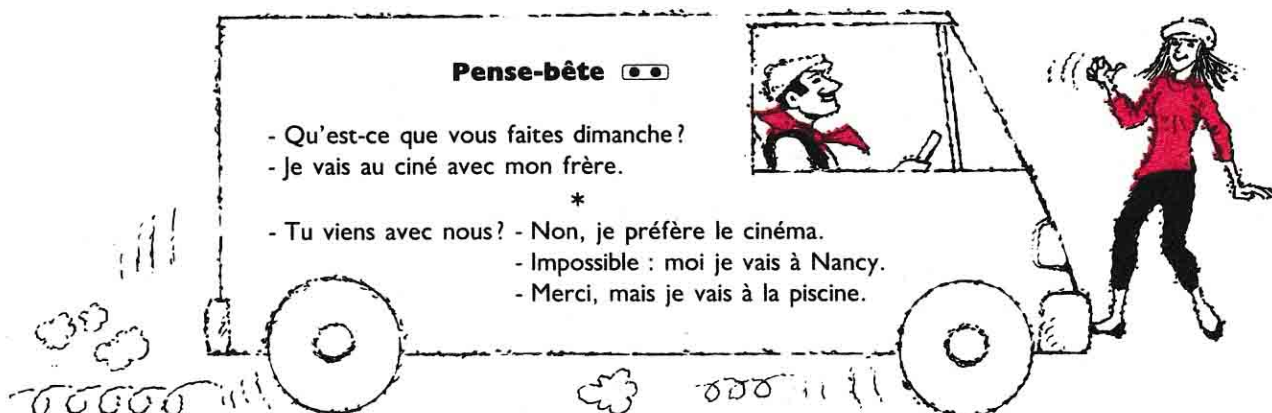 Pense-bête
- Qu'est-ce que vous faites dimanche ?
- Je vais au ciné avec mon frère.
*
- Tu viens avec nous ? - Non, je préfère le cinéma.
- Impossible : moi je vais à Nancy.
- Merci, mais je vais à la piscine.